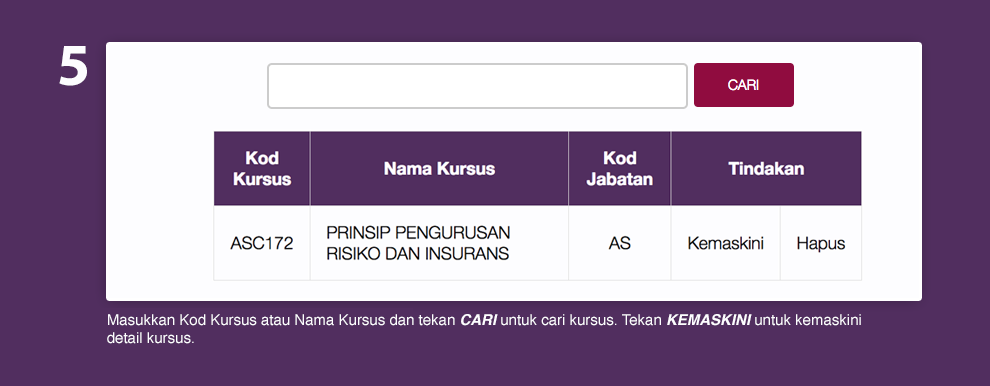 5
CARI
Kod Kursus
Nama Kursus
Kod Jabatan
Tindakan
ASC172
PRINSIP PENGURUSAN
RISIKO DAN INSURANS
AS
Kemaskini
Hapus
Masukkan Kod Kursus atau Nama Kursus dan tekan CARI untuk cari kursus. Tekan KEMASKINI untuk kemaskini
detail kursus.